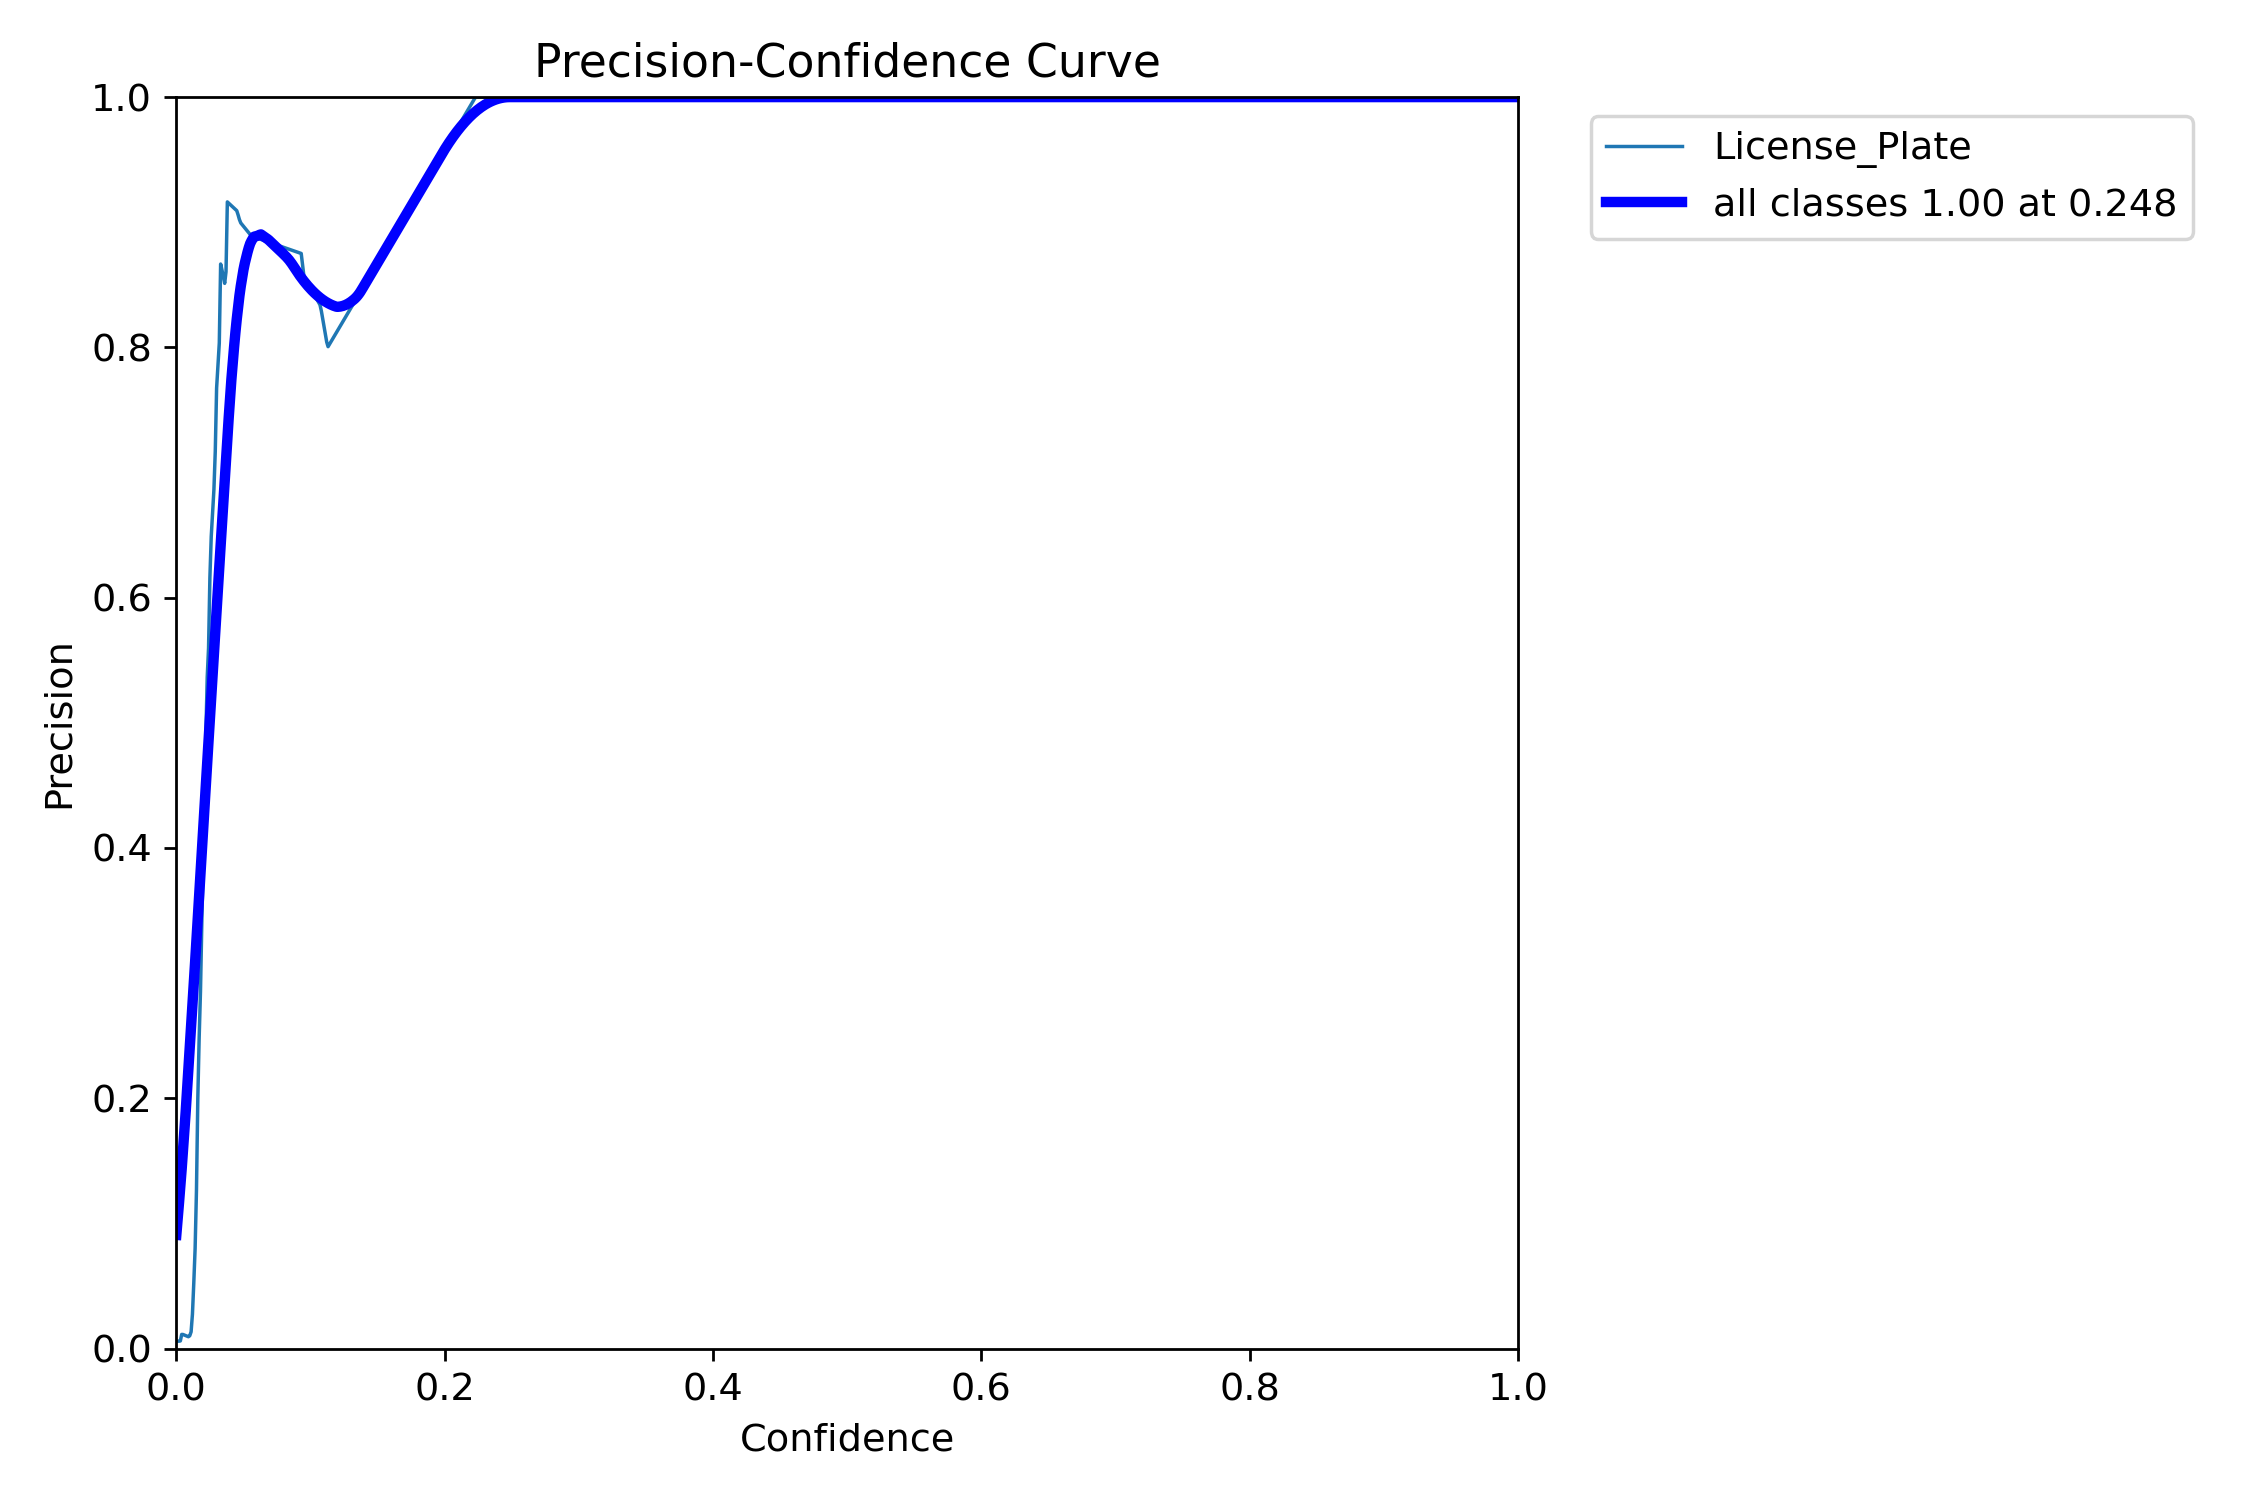 Precision-Confidence Curve
1.0
0.8
0.6
0.4
0.2
0.0
Precision
0.0 0.2 0.4 0.6 0.8 1.0
Confidence
License_Plate
all classes 1.00 at 0.248